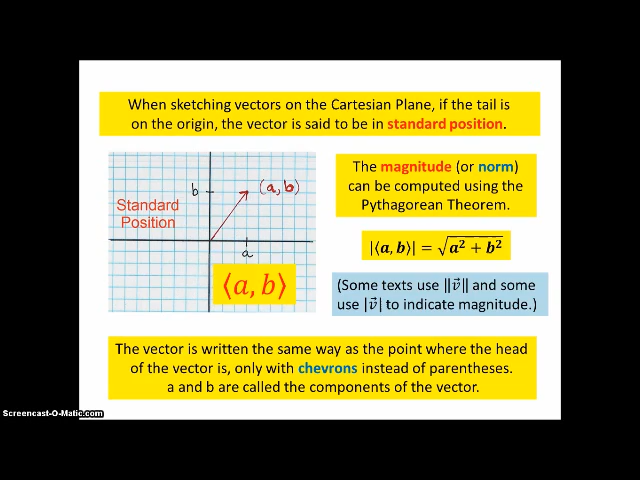 When sketching vectors on the Cartesian Plane, if the tail is
on the origin, the vector is said to be in standard position.
b
(a, b)
Standard
Position
a
⟨a, b⟩
The magnitude (or norm)
can be computed using the
Pythagorean Theorem.
|⟨a, b⟩| = √(a² + b²)
(Some texts use ‖v⃗‖ and some
use |v⃗| to indicate magnitude.)
The vector is written the same way as the point where the head
of the vector is, only with chevrons instead of parentheses.
a and b are called the components of the vector.
Screencast-O-Matic.com